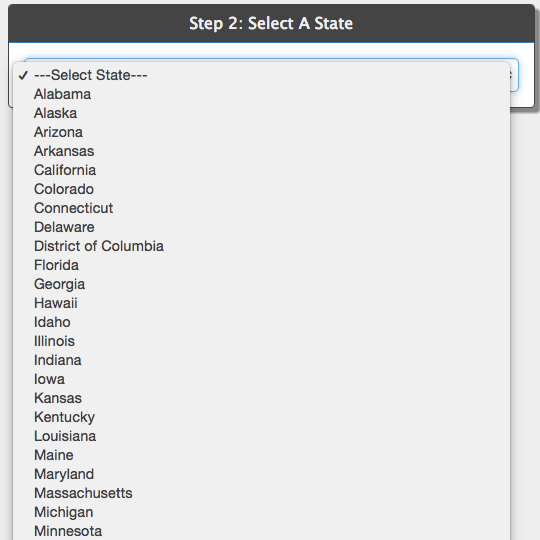 Step 2: Select A State
✓ ---Select State---
Alabama
Alaska
Arizona
Arkansas
California
Colorado
Connecticut
Delaware
District of Columbia
Florida
Georgia
Hawaii
Idaho
Illinois
Indiana
Iowa
Kansas
Kentucky
Louisiana
Maine
Maryland
Massachusetts
Michigan
Minnesota